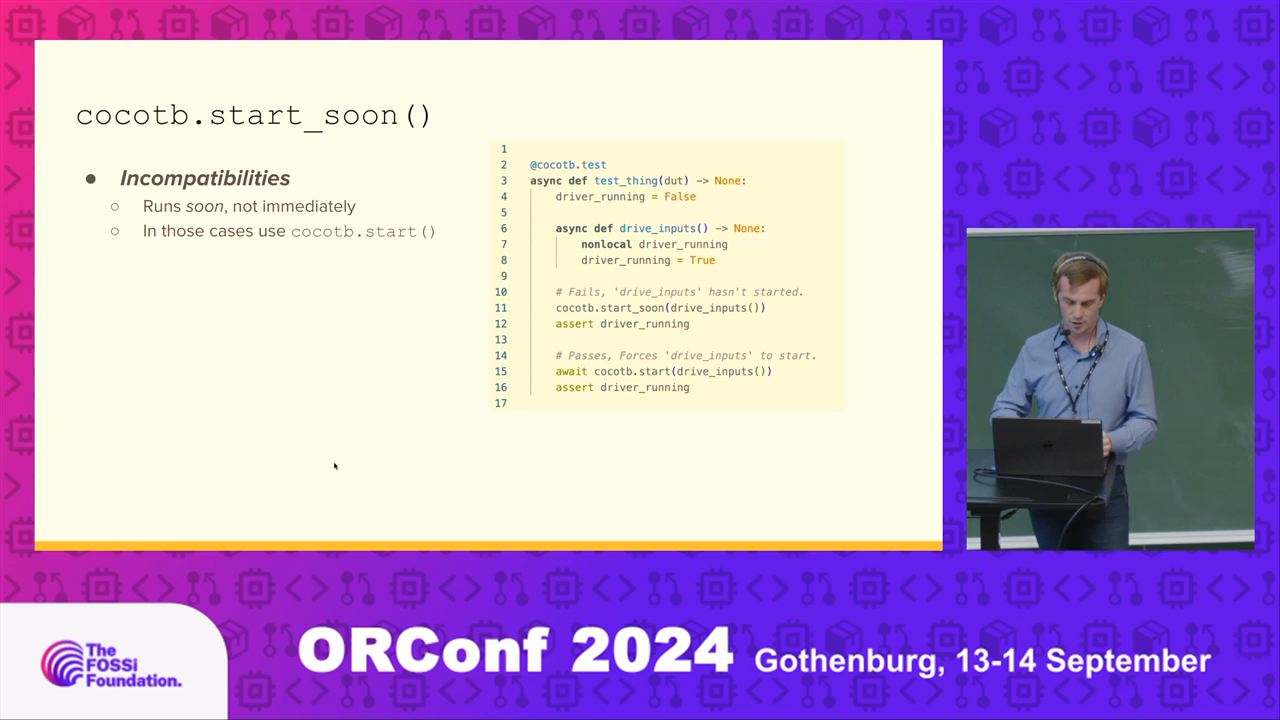 cocotb.start_soon()
● Incompatibilities
○ Runs soon, not immediately
○ In those cases use cocotb.start()
1
2 @cocotb.test
3 async def test_thing(dut) -> None:
4 driver_running = False
5
6 async def drive_inputs() -> None:
7 nonlocal driver_running
8 driver_running = True
9
10 # Fails, 'drive_inputs' hasn't started.
11 cocotb.start_soon(drive_inputs())
12 assert driver_running
13
14 # Passes, Forces 'drive_inputs' to start.
15 await cocotb.start(drive_inputs())
16 assert driver_running
17
The
FOSSi
Foundation.
ORConf 2024 Gothenburg, 13-14 September